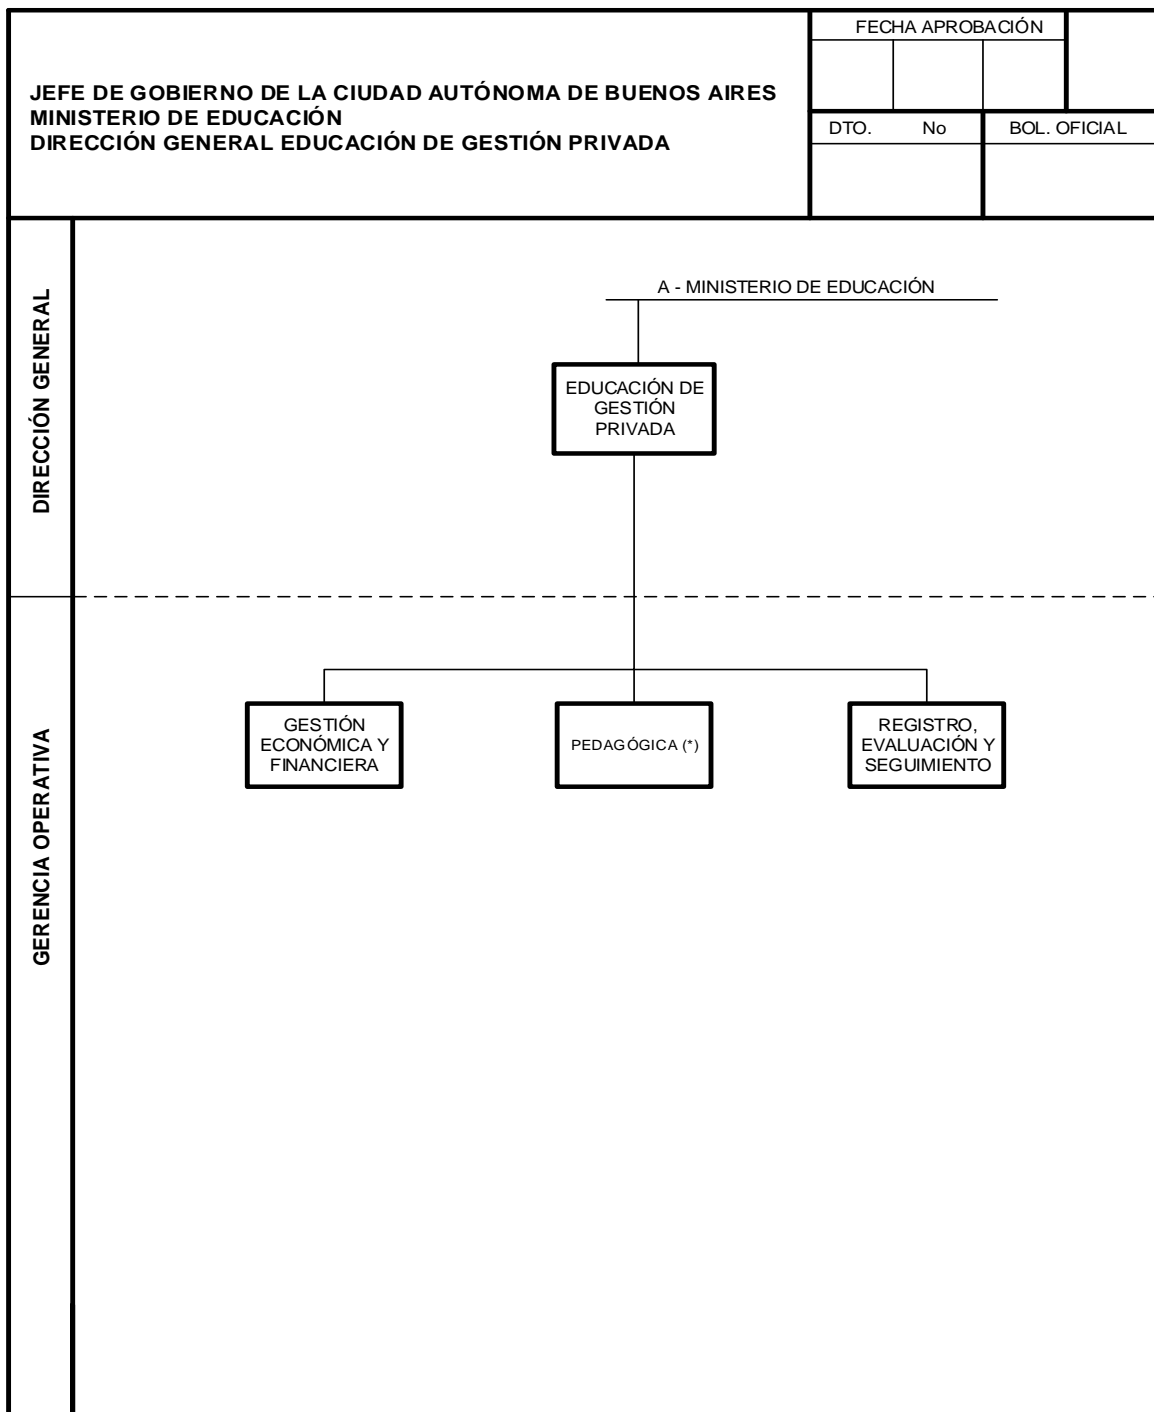 JEFE DE GOBIERNO DE LA CIUDAD AUTÓNOMA DE BUENOS AIRES
MINISTERIO DE EDUCACIÓN
DIRECCIÓN GENERAL EDUCACIÓN DE GESTIÓN PRIVADA
FECHA APROBACIÓN
DTO. No
BOL. OFICIAL
DIRECCIÓN GENERAL
A - MINISTERIO DE EDUCACIÓN
EDUCACIÓN DE
GESTIÓN
PRIVADA
GERENCIA OPERATIVA
GESTIÓN
ECONÓMICA Y
FINANCIERA
PEDAGÓGICA (*)
REGISTRO,
EVALUACIÓN Y
SEGUIMIENTO